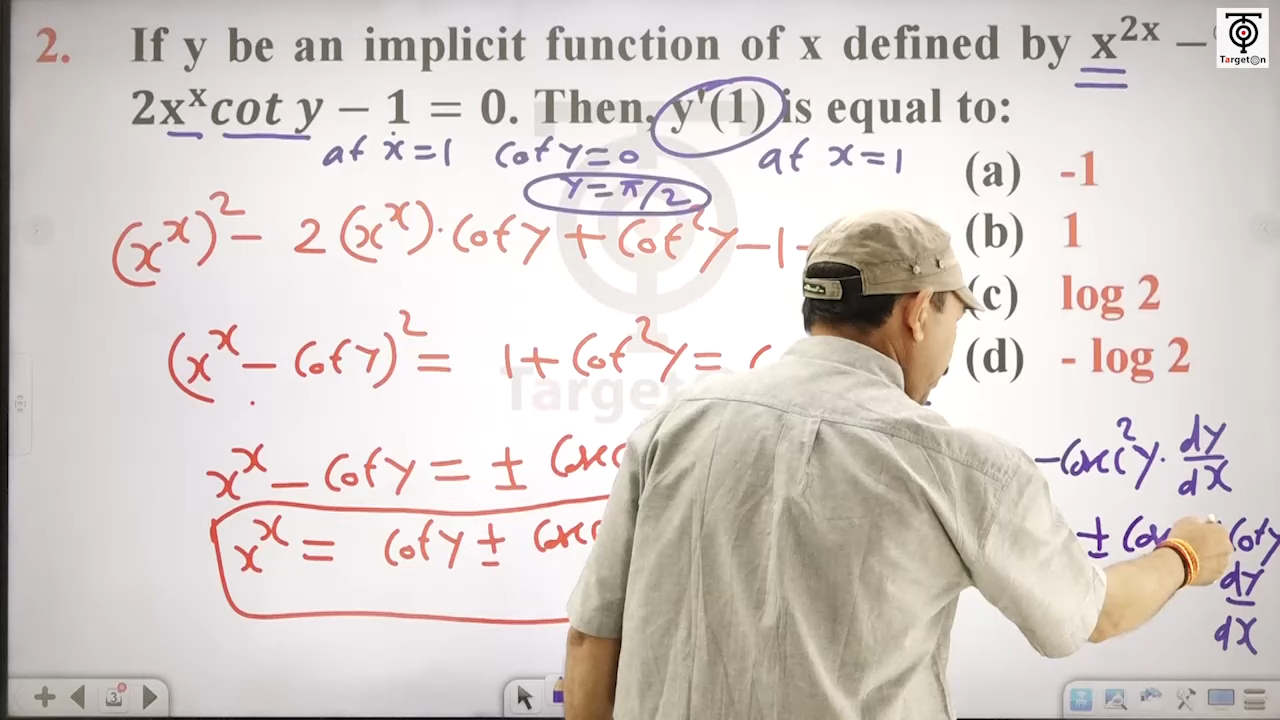 2. If y be an implicit function of x defined by x^{2x} −
2x^x cot y − 1 = 0. Then, y'(1) is equal to:
TargetOn
at x=1 cot y=0 at x=1
y=π/2
(a) -1
(b) 1
(c) log 2
(d) - log 2
(x^x)^2 − 2(x^x)·cot y + cot^2 y − 1
(x^x − cot y)^2 = 1 + cot^2 y =
x^x − cot y = ±
x^x = cot y ±
−cosec^2 y · dy/dx
± cot y
dy/dx
3